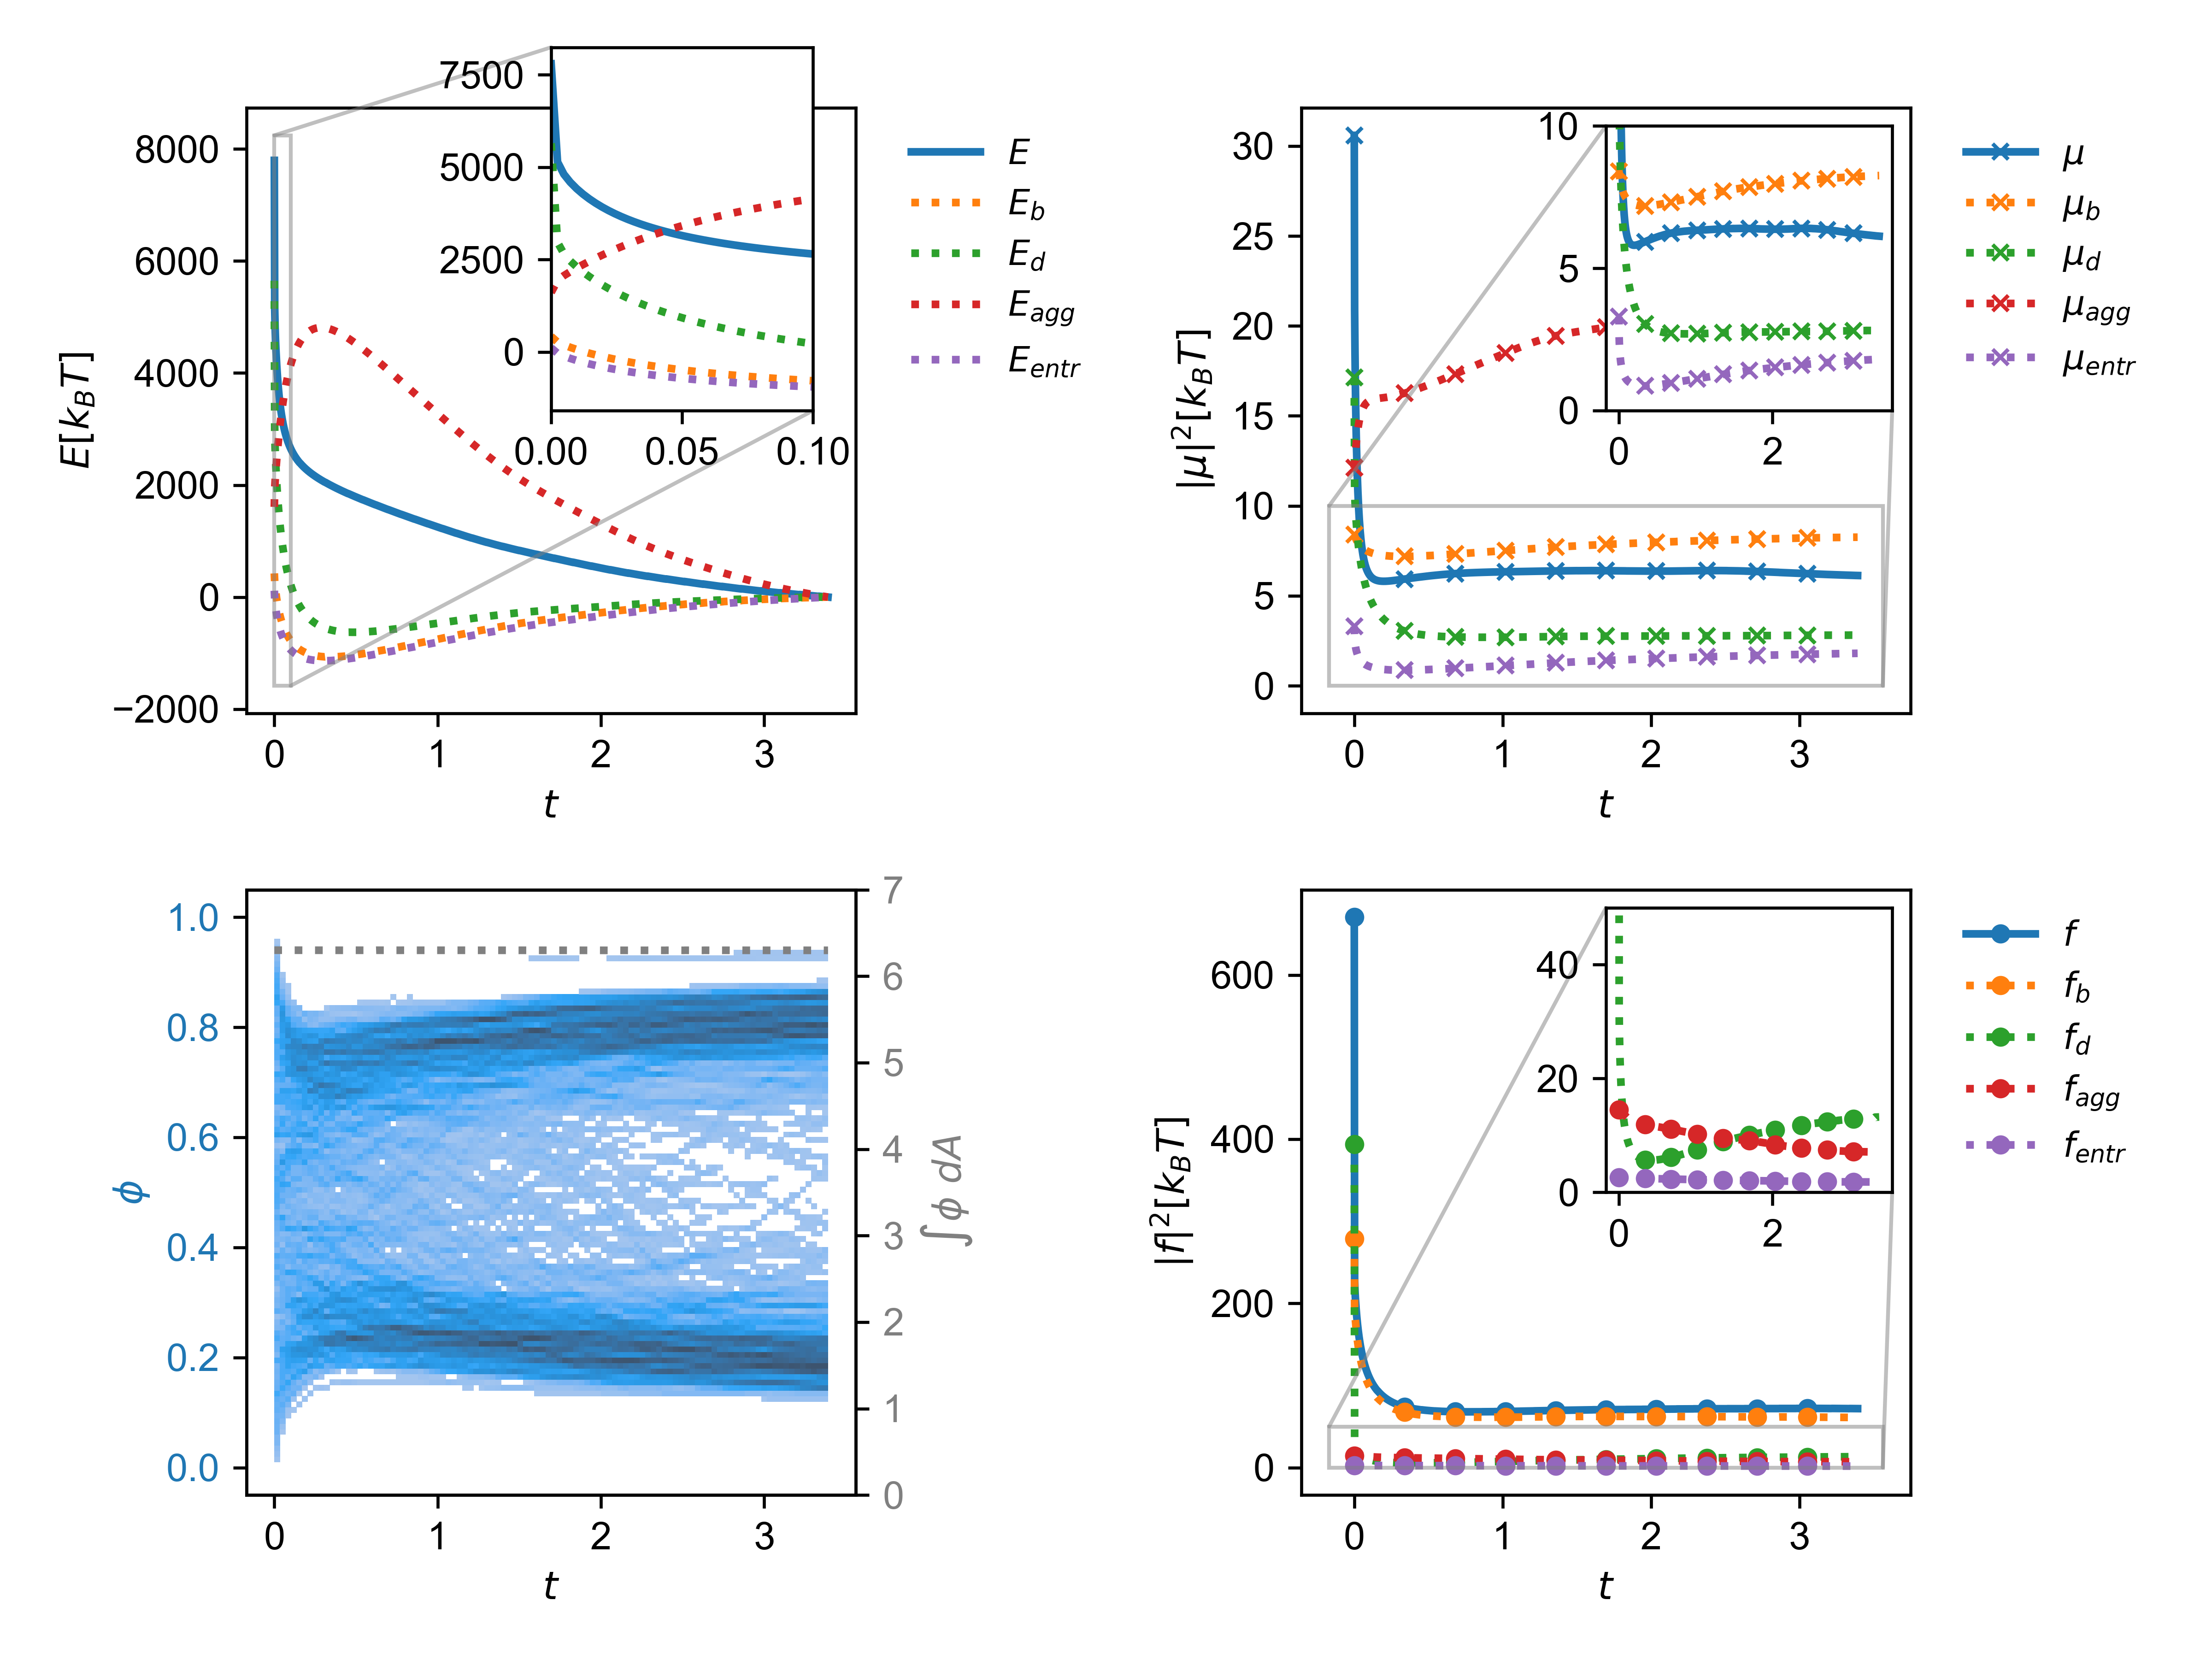 E[k_BT]
8000
6000
4000
2000
0
−2000
0 1 2 3
t
7500
5000
2500
0
0.00 0.05 0.10
E
E_b
E_d
E_agg
E_entr
|μ|²[k_BT]
30
25
20
15
10
5
0
0 1 2 3
t
10
5
0
0 2
μ
μ_b
μ_d
μ_agg
μ_entr
ϕ
1.0
0.8
0.6
0.4
0.2
0.0
0 1 2 3
t
7
6
5
4
3
2
1
0
∫ ϕ dA
|f|²[k_BT]
600
400
200
0
0 1 2 3
t
40
20
0
0 2
f
f_b
f_d
f_agg
f_entr